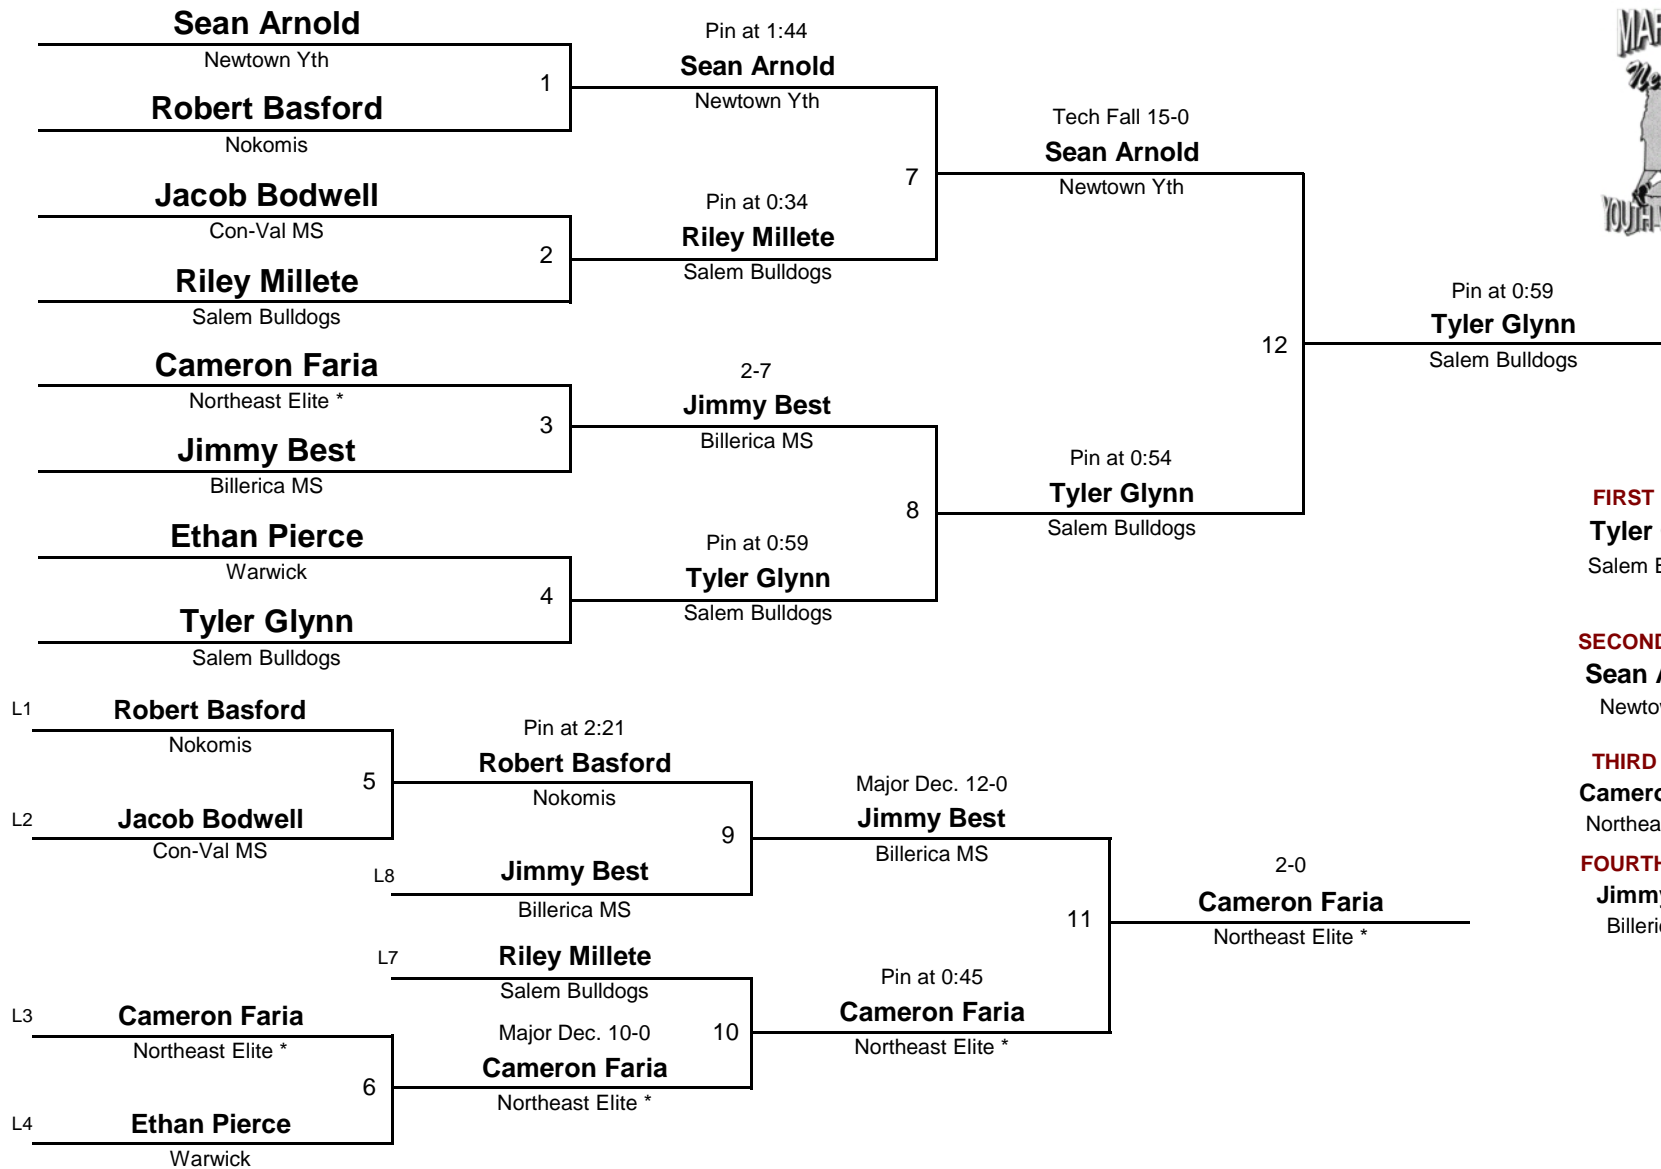 Sean Arnold
Newtown Yth
1
Robert Basford
Nokomis
Jacob Bodwell
Con-Val MS
2
Riley Millete
Salem Bulldogs
Cameron Faria
Northeast Elite *
3
Jimmy Best
Billerica MS
Ethan Pierce
Warwick
4
Tyler Glynn
Salem Bulldogs
Pin at 1:44
Sean Arnold
Newtown Yth
7
Pin at 0:34
Riley Millete
Salem Bulldogs
2-7
Jimmy Best
Billerica MS
8
Pin at 0:59
Tyler Glynn
Salem Bulldogs
Tech Fall 15-0
Sean Arnold
Newtown Yth
12
Pin at 0:54
Tyler Glynn
Salem Bulldogs
Pin at 0:59
Tyler Glynn
Salem Bulldogs
L1 Robert Basford
Nokomis
5
L2 Jacob Bodwell
Con-Val MS
Pin at 2:21
Robert Basford
Nokomis
9
L8 Jimmy Best
Billerica MS
L7 Riley Millete
Salem Bulldogs
10
Major Dec. 10-0
Cameron Faria
Northeast Elite *
L3 Cameron Faria
Northeast Elite *
6
L4 Ethan Pierce
Warwick
Major Dec. 12-0
Jimmy Best
Billerica MS
11
Pin at 0:45
Cameron Faria
Northeast Elite *
2-0
Cameron Faria
Northeast Elite *
YOUTH
FIRST
Tyler
Salem
SECOND
Sean
THIRD
FOURTH